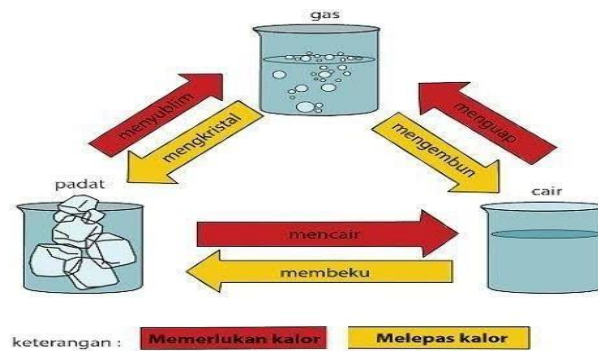 gas
menyublim
mengkristal
menguap
mengembun
padat
cair
mencair
membeku
keterangan :
Memerlukan kalor
Melepas kalor